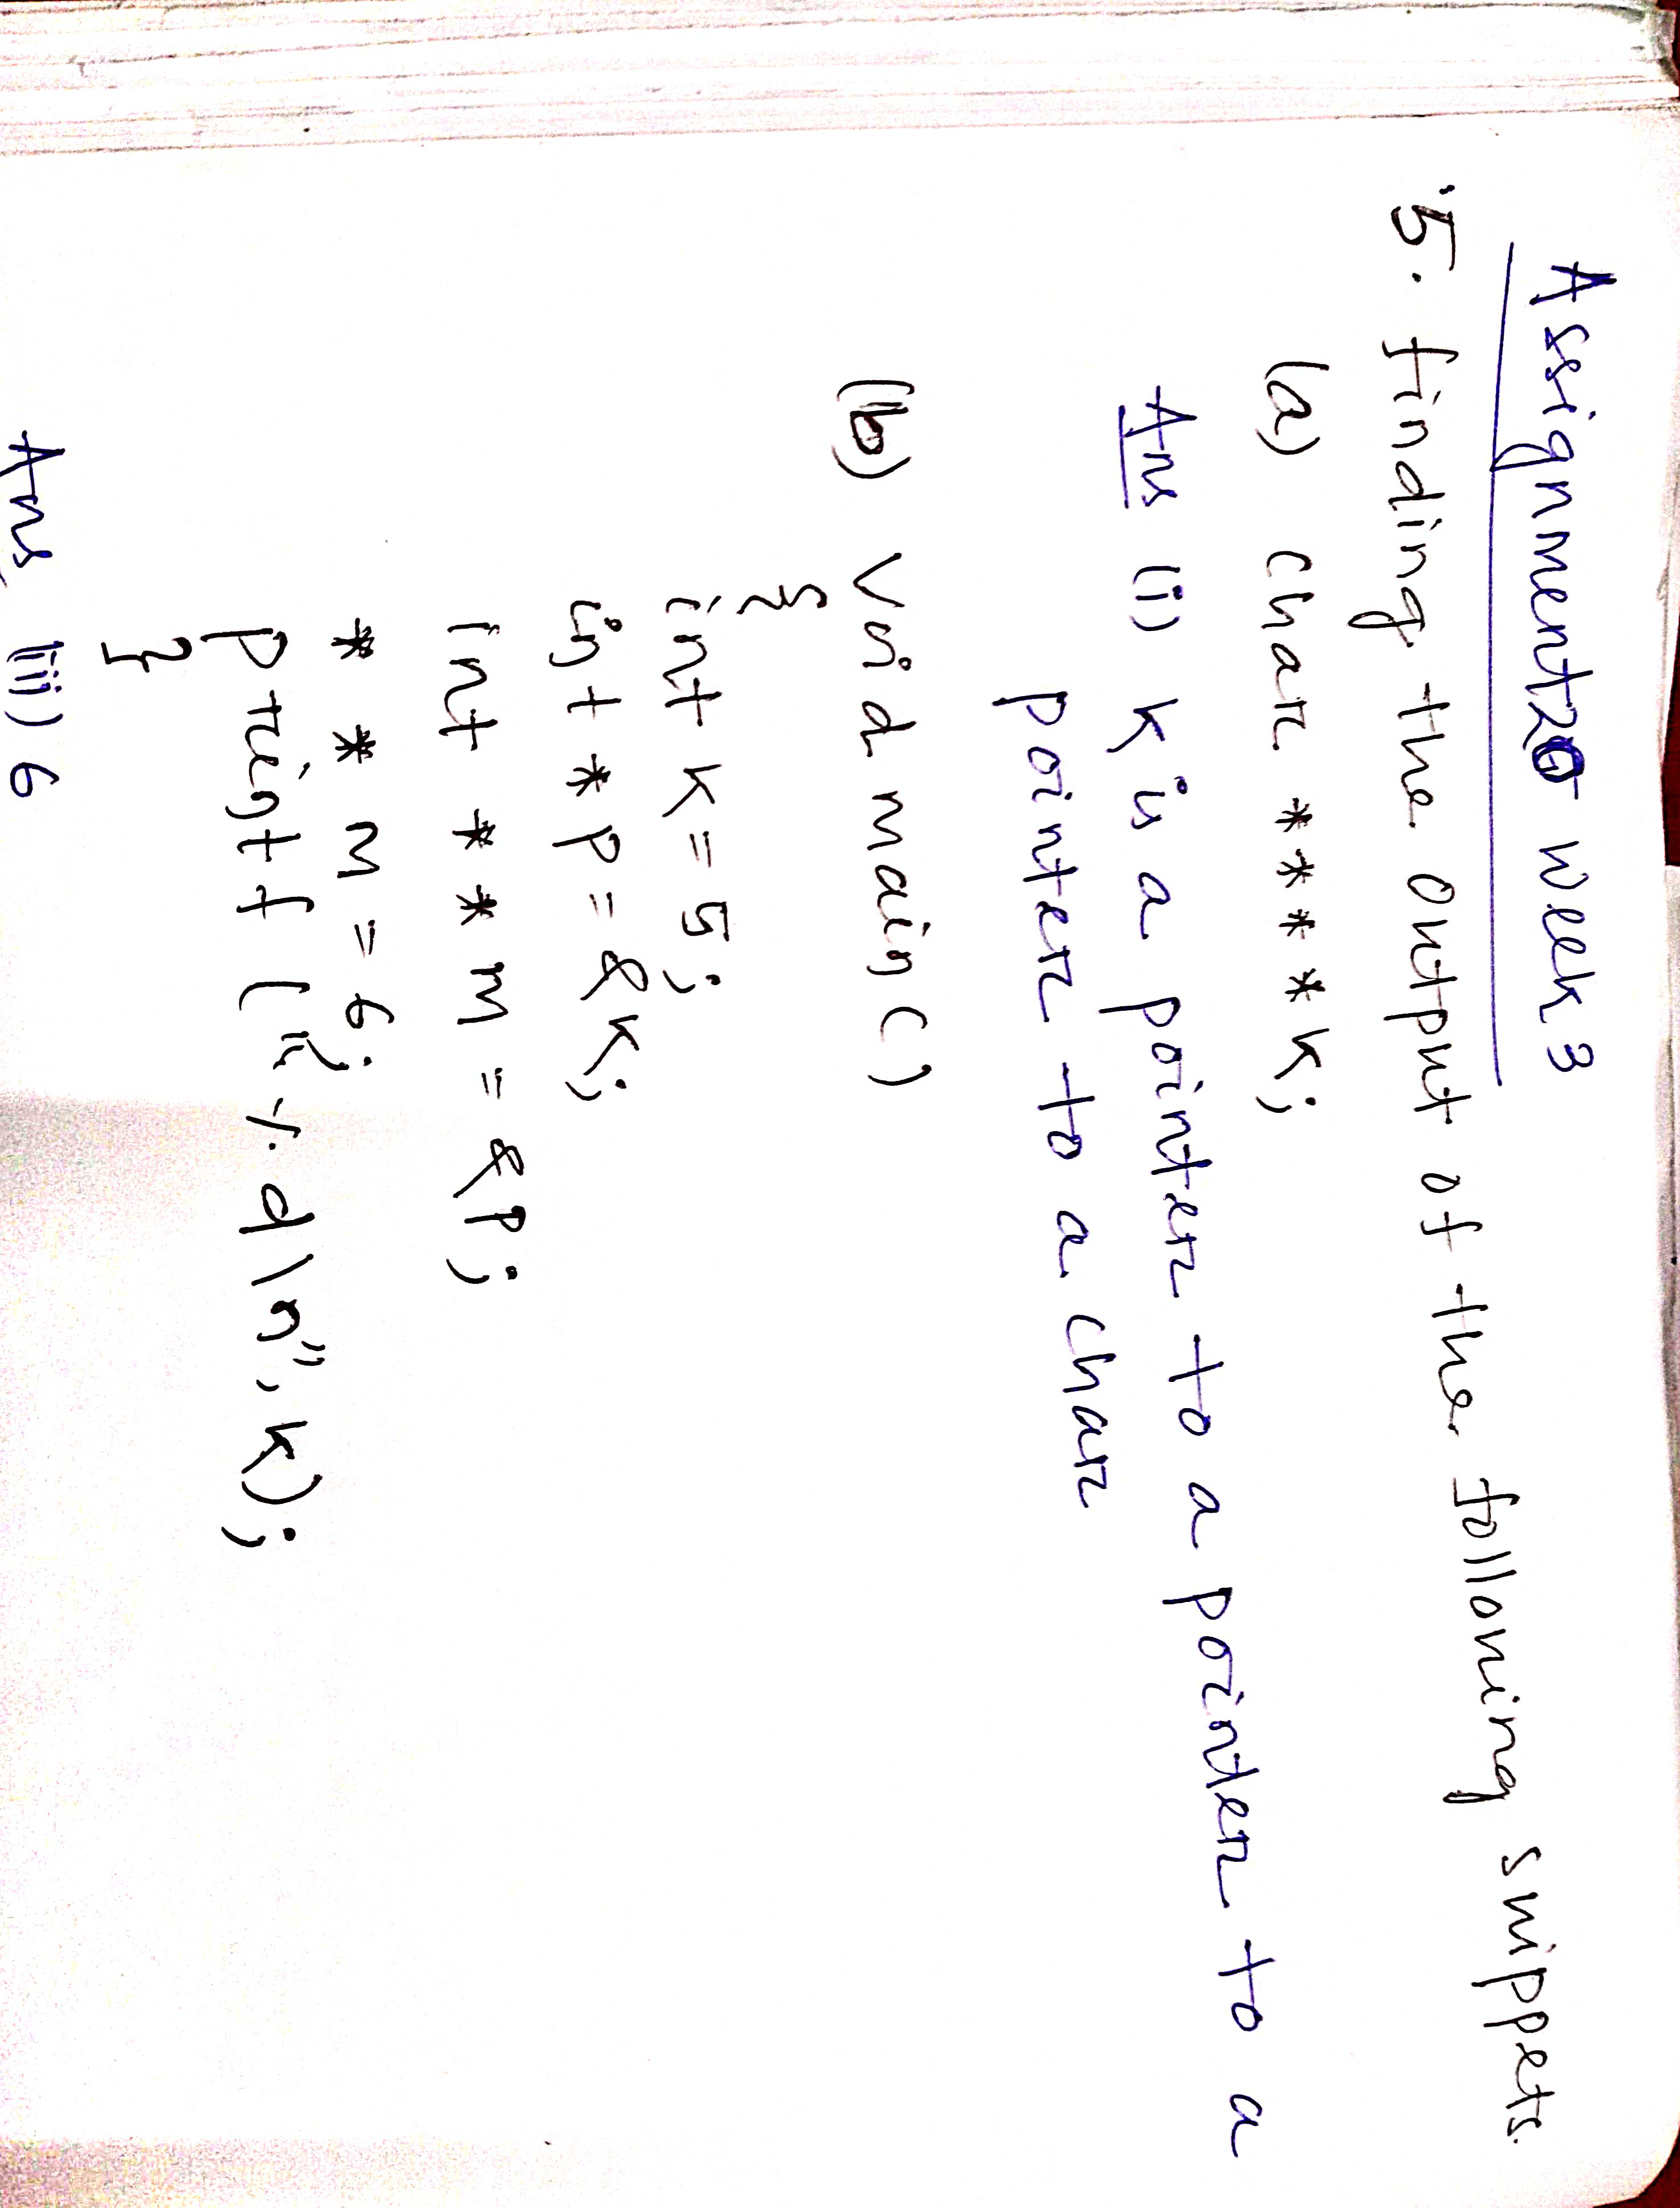 Assignment20 week 3
5. finding the output of the following snippets.
(a) char ****k;
Ans (i) k is a pointer to a pointer to a
pointer to a char
(b) Void main()
{
int k = 5;
int *p = &k;
int **m = &p;
**m = 6;
printf ("%d\n", k);
}
Ans (iii) 6